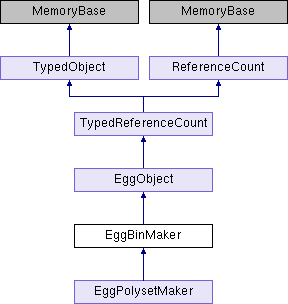 MemoryBase MemoryBase
TypedObject ReferenceCount
TypedReferenceCount
EggObject
EggBinMaker
EggPolysetMaker